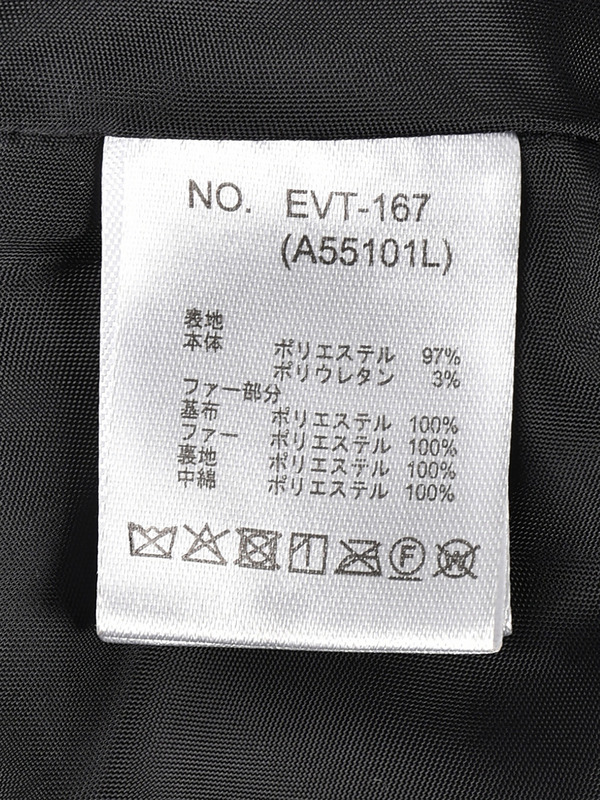 NO. EVT-167
(A55101L)
表地
本体 ポリエステル 97%
ポリウレタン 3%
ファー部分
基布 ポリエステル 100%
ファー ポリエステル 100%
裏地 ポリエステル 100%
中綿 ポリエステル 100%
F W